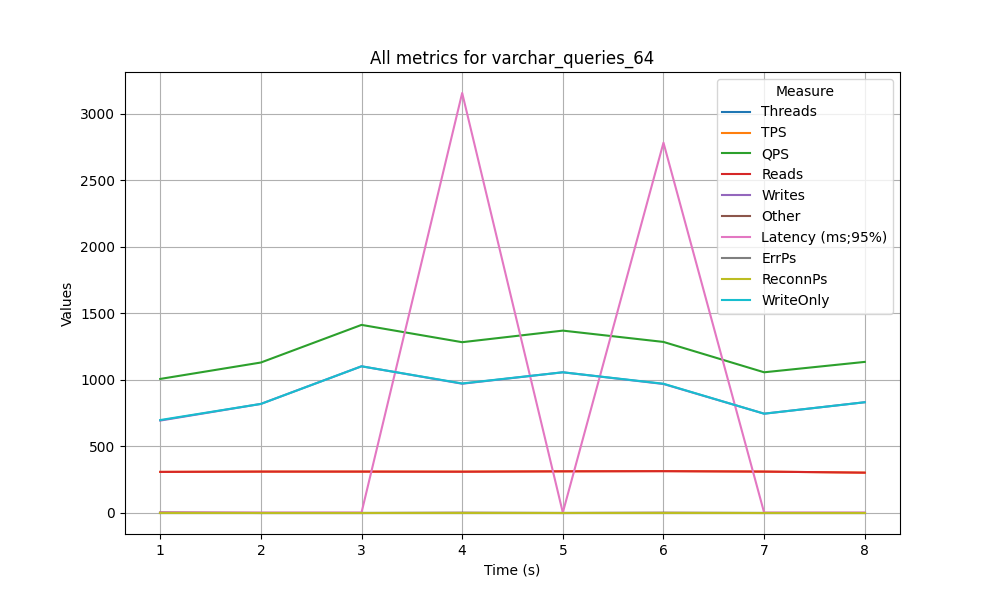 All metrics for varchar_queries_64
Measure
Threads
TPS
QPS
Reads
Writes
Other
Latency (ms;95%)
ErrPs
ReconnPs
WriteOnly
Values
3000
2500
2000
1500
1000
500
0
1 2 3 4 5 6 7 8
Time (s)